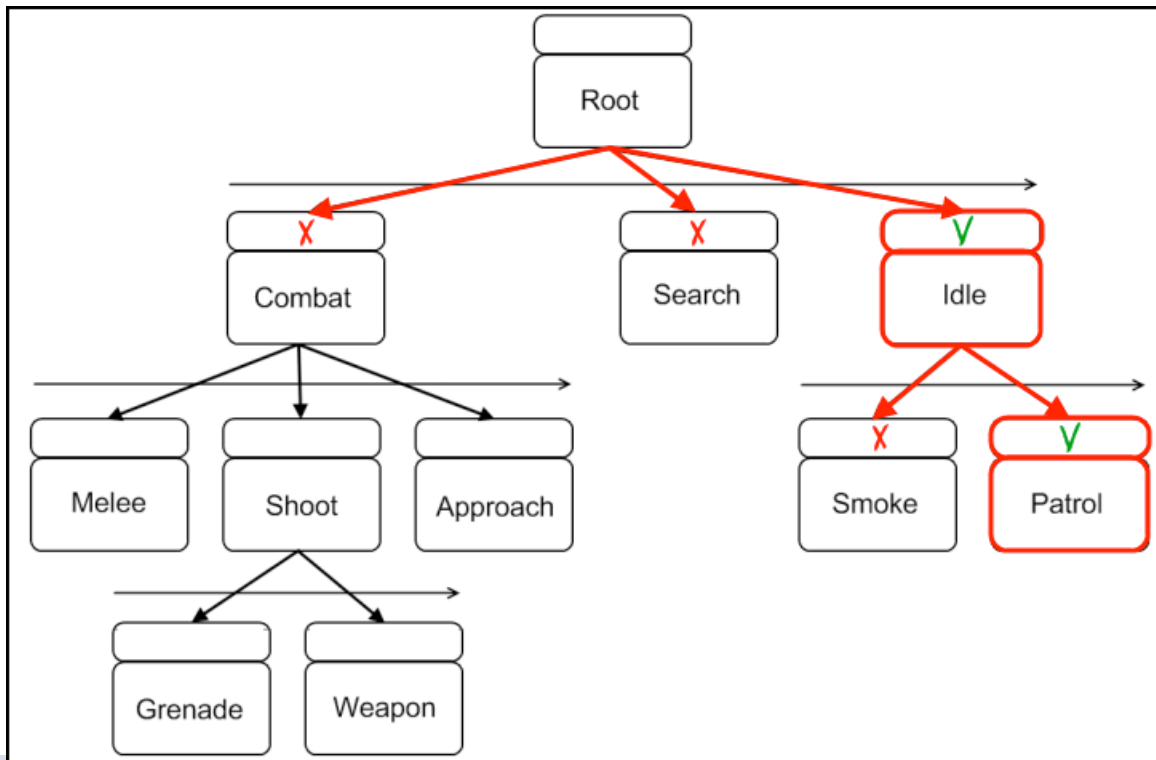 Root
X X V
Combat Search Idle
X V
Melee Shoot Approach Smoke Patrol
Grenade Weapon